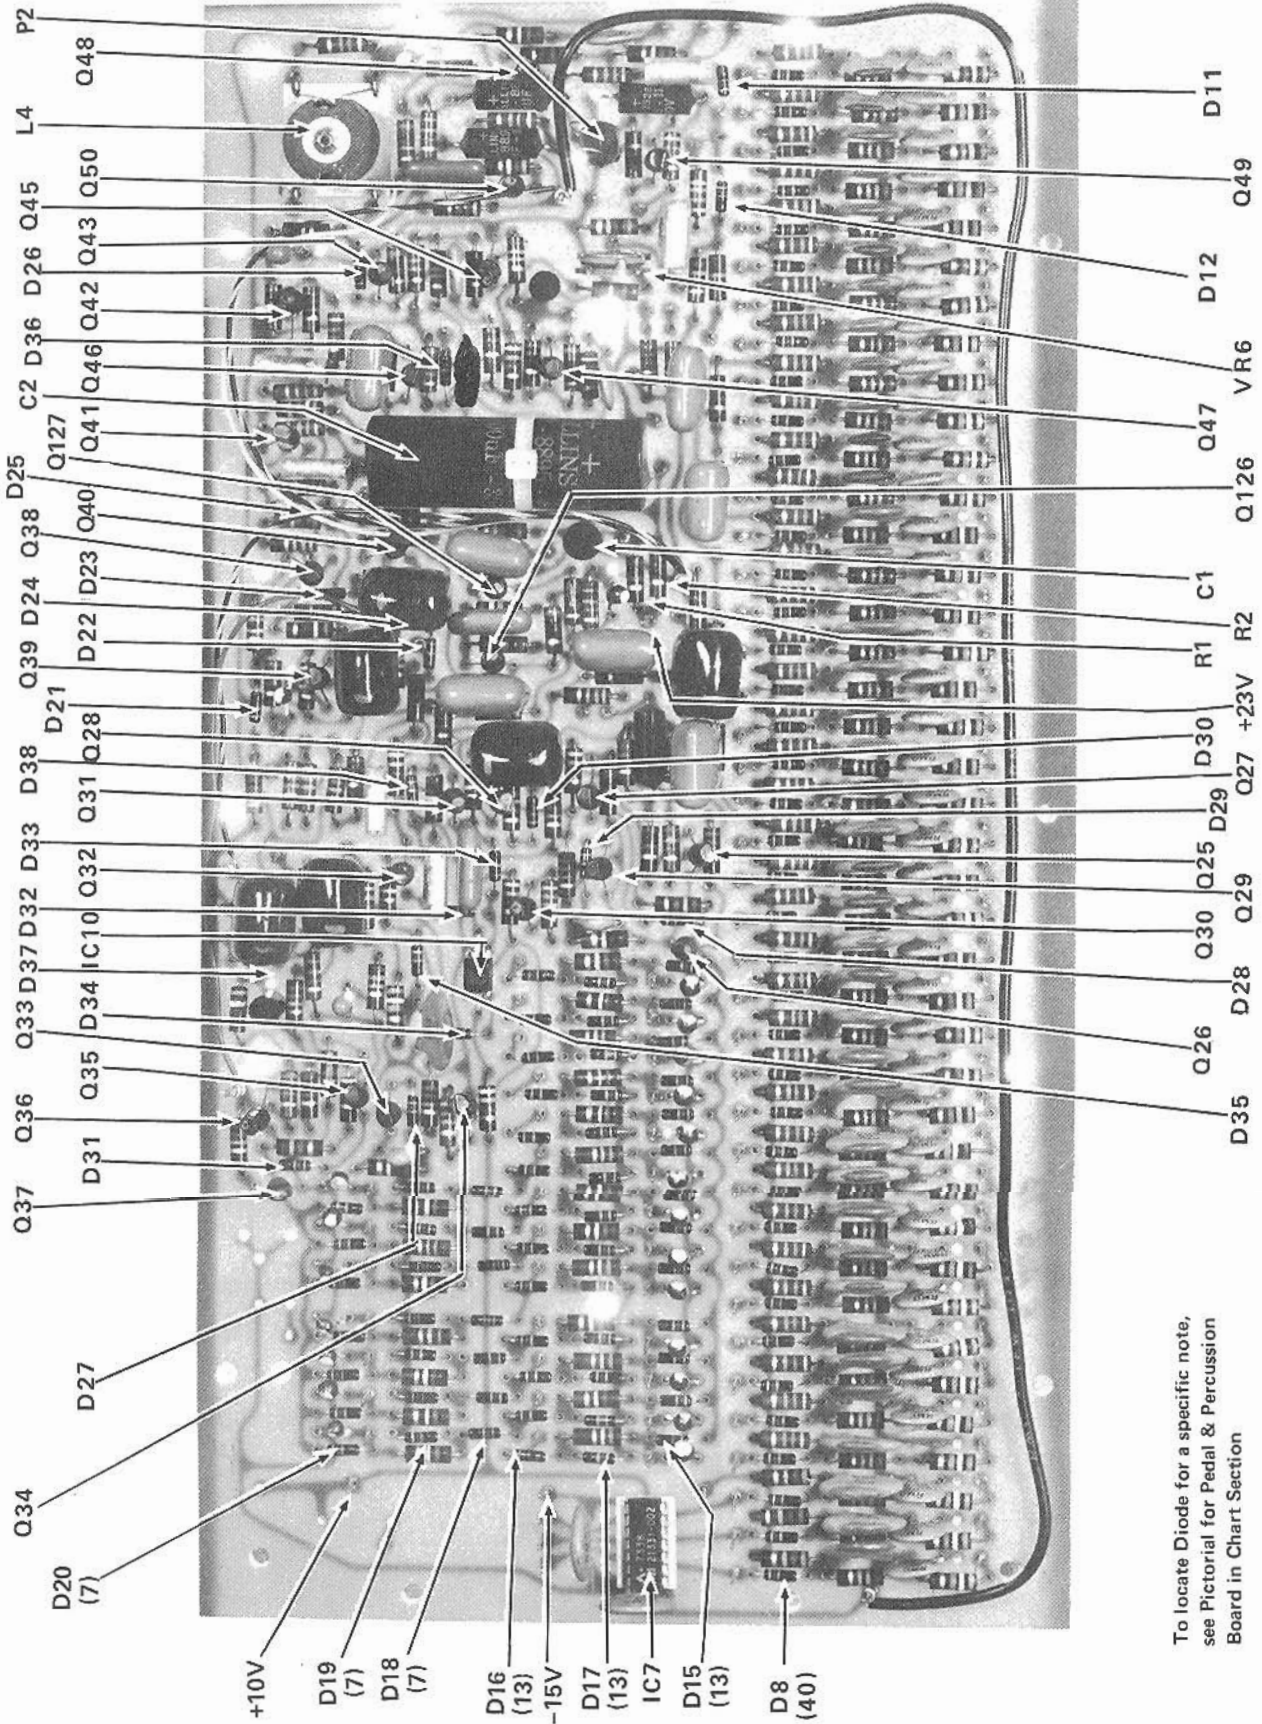 Q34
D20
(7)
+10V
D19
(7)
D18
(7)
D16
(13)
-15V
D17
(13)
IC7
D15
(13)
D8
(40)
D27
Q37
D31
Q36
Q35
Q33
D34
D37
IC10
D32
Q32
D33
Q31
D38
Q28
D21
Q39
D22
D24
D23
Q38
Q40
D25
Q127
Q41
C2
Q46
D36
Q42
D26
Q43
Q45
Q50
L4
Q48
P2
D35
Q26
D28
Q30
Q29
Q25
D29
Q27
D30
+23V
R1
R2
C1
Q126
Q47
VR6
D12
Q49
D11
To locate Diode for a specific note,
see Pictorial for Pedal & Percussion
Board in Chart Section